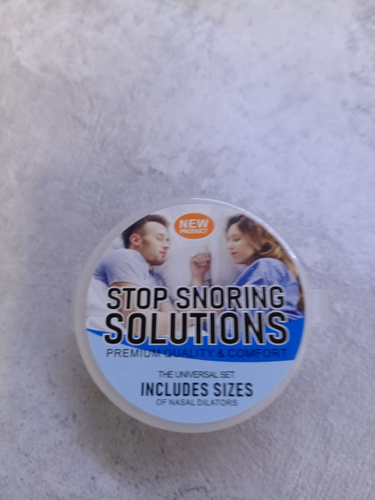 NEW
PRODUCT
STOP SNORING
SOLUTIONS
PREMIUM QUALITY & COMFORT
THE UNIVERSAL SET
INCLUDES SIZES
OF NASAL DILATORS